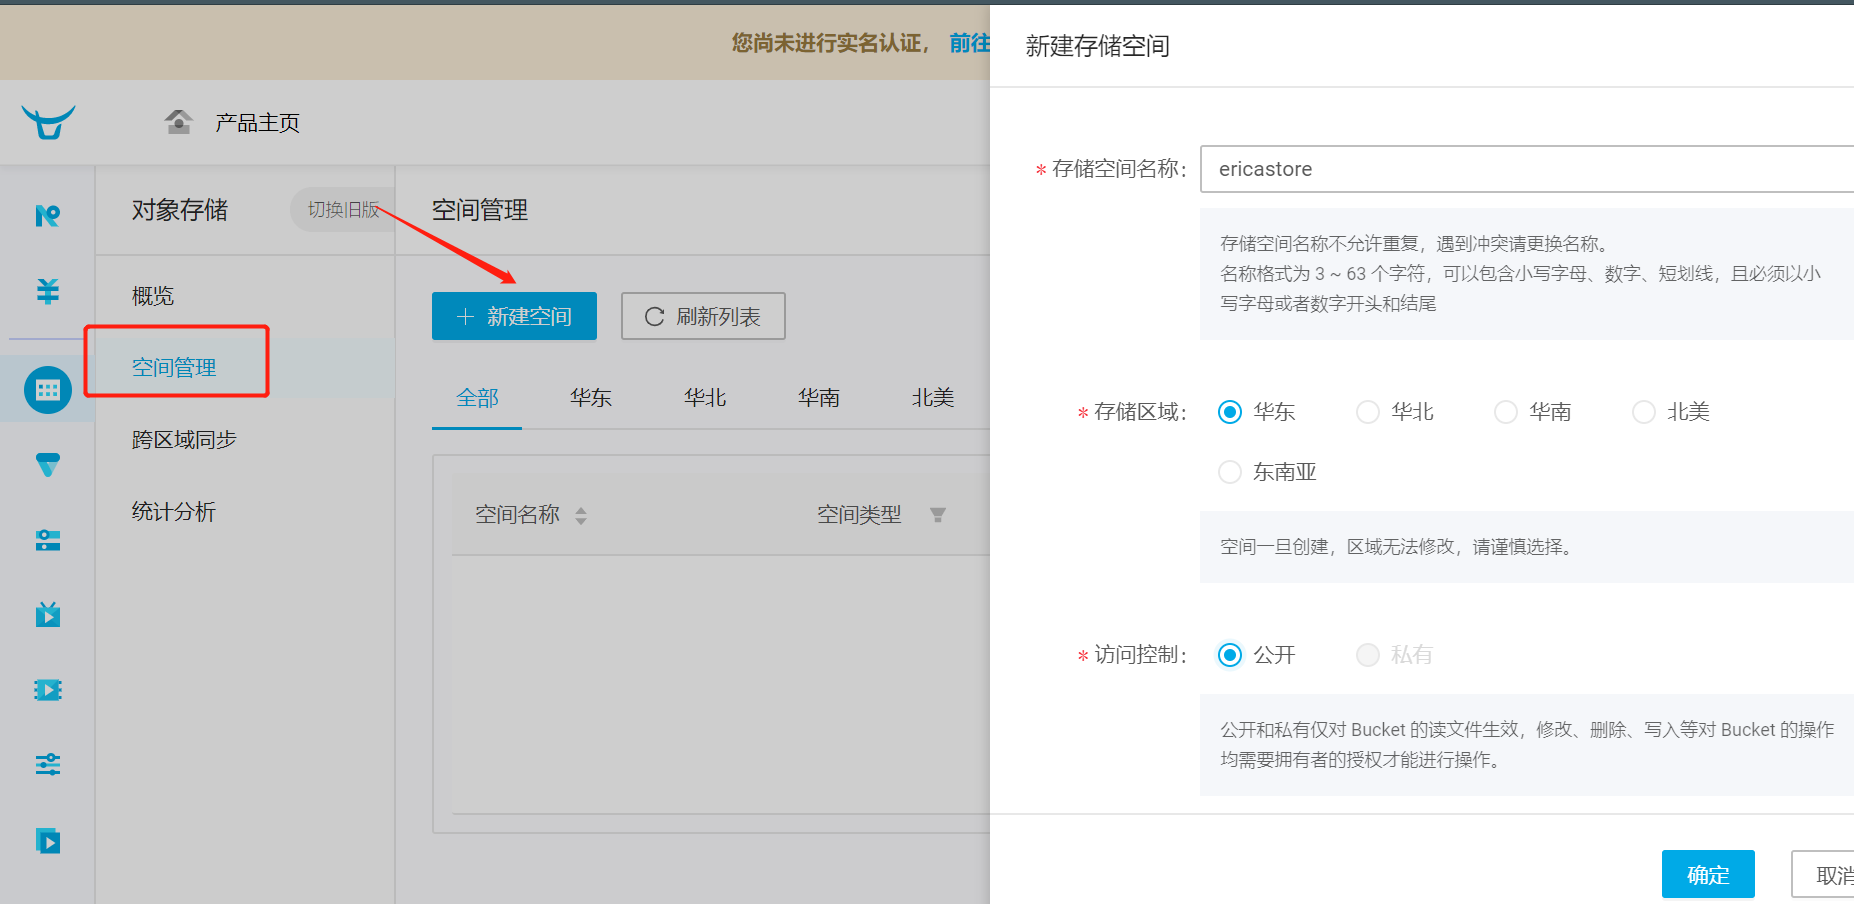 您尚未进行实名认证， 前往
产品主页
对象存储
切换旧版
概览
空间管理
跨区域同步
统计分析
空间管理
新建空间
刷新列表
全部 华东 华北 华南 北美
空间名称 空间类型
新建存储空间
* 存储空间名称： ericastore
存储空间名称不允许重复，遇到冲突请更换名称。
名称格式为 3 ~ 63 个字符，可以包含小写字母、数字、短划线，且必须以小
写字母或者数字开头和结尾
* 存储区域： 华东 华北 华南 北美
东南亚
空间一旦创建，区域无法修改，请谨慎选择。
* 访问控制： 公开 私有
公开和私有仅对 Bucket 的读文件生效，修改、删除、写入等对 Bucket 的操作
均需要拥有者的授权才能进行操作。
确定 取消